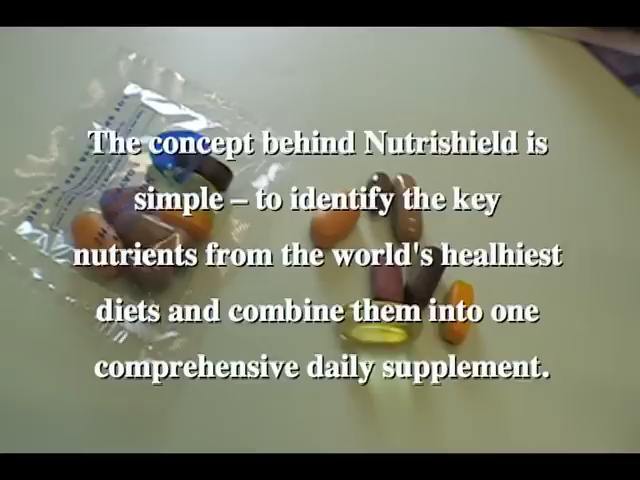 The concept behind Nutrishield is
simple – to identify the key
nutrients from the world's healhiest
diets and combine them into one
comprehensive daily supplement.